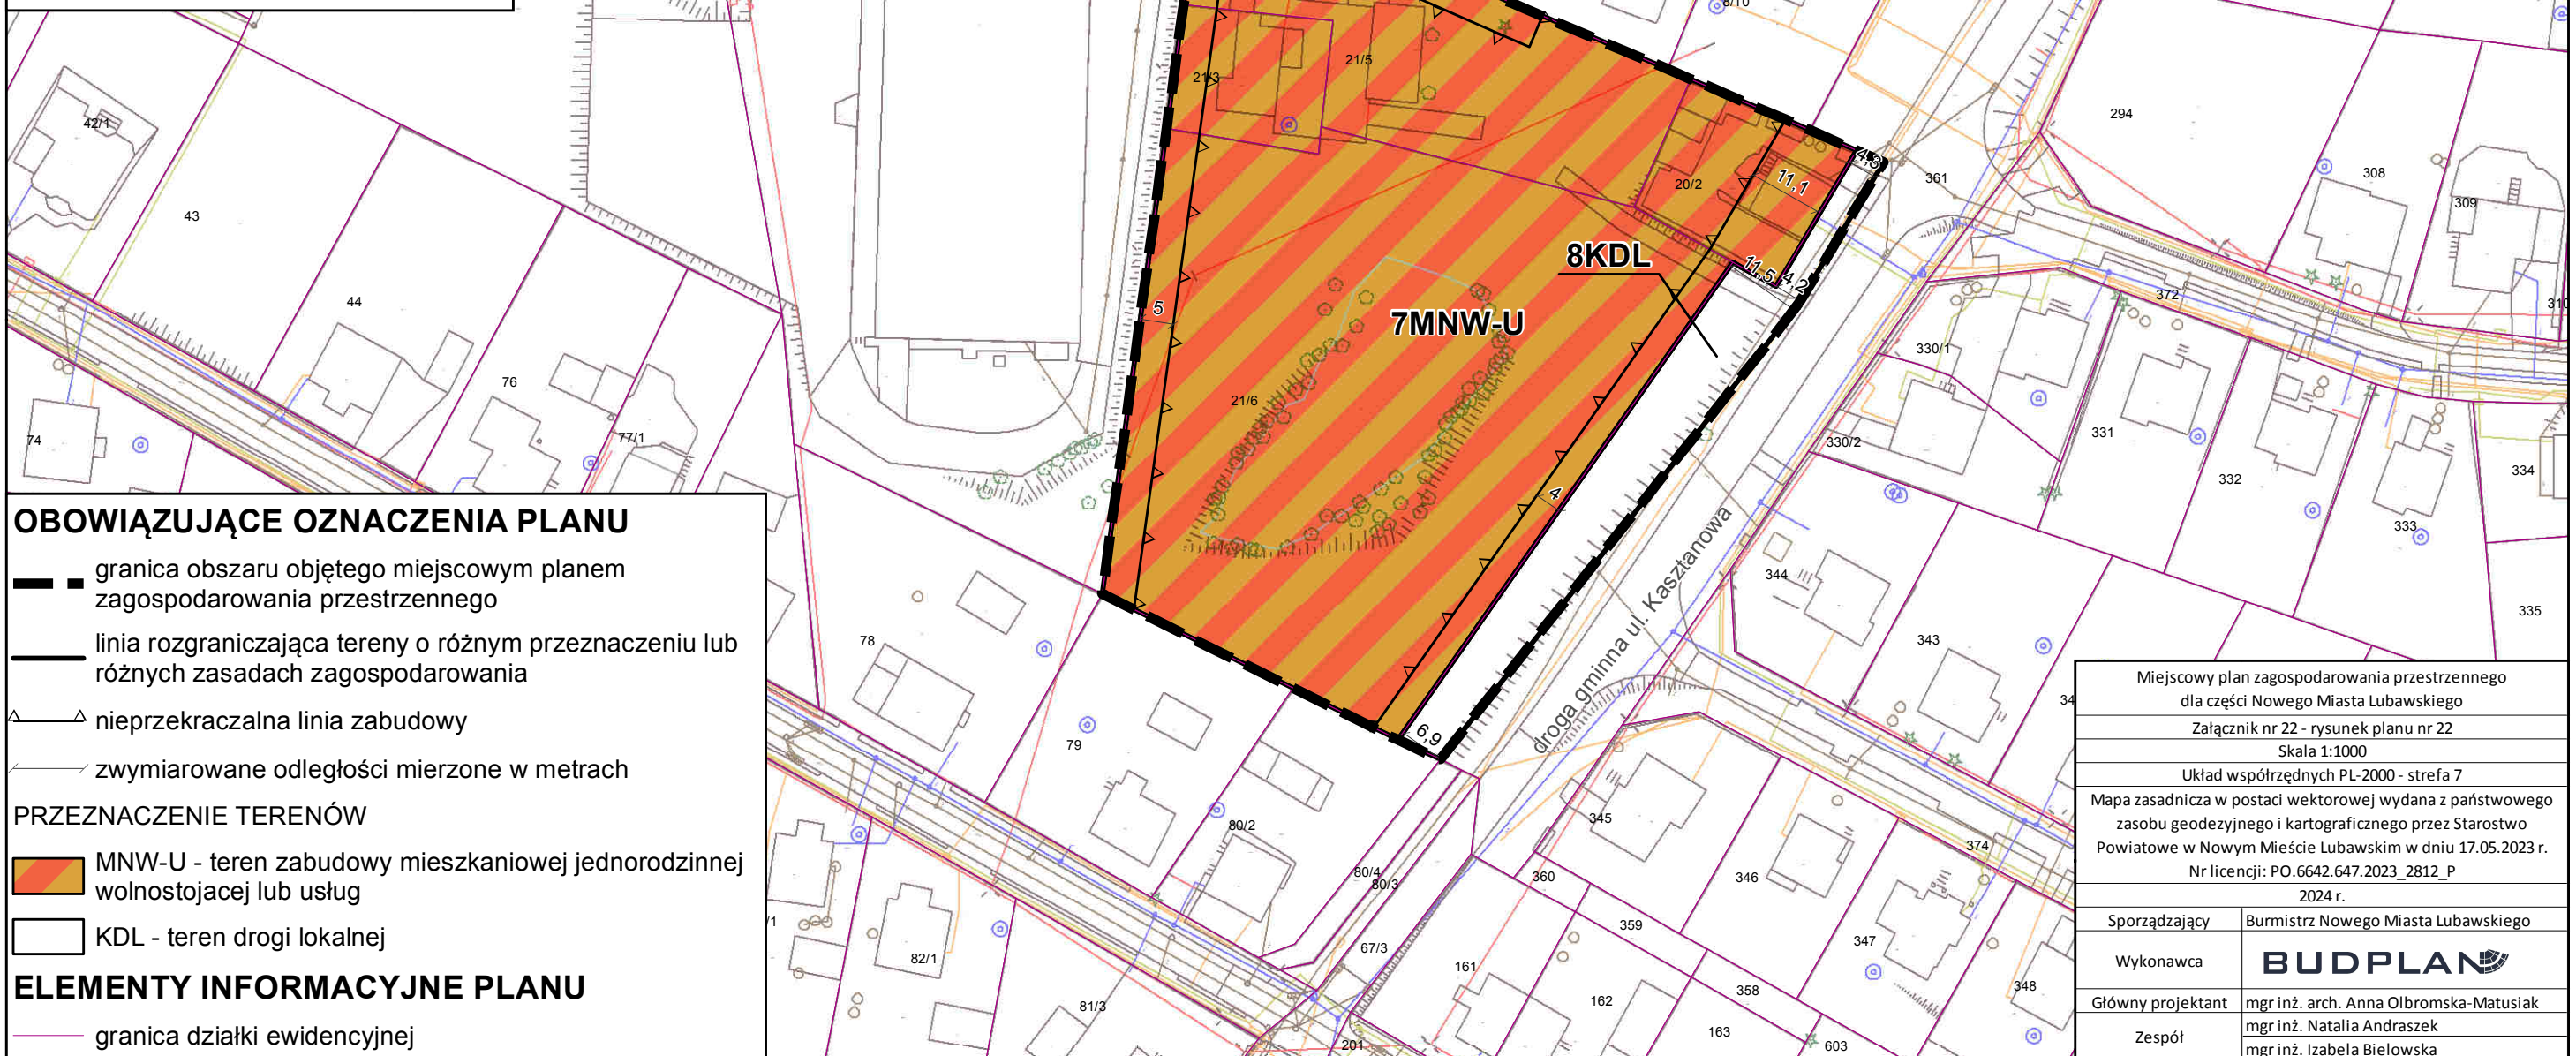 8/10
21/3
21/5
42/1
294
4,3
361
308
11,1
20/2
309
43
8KDL
11,5
4,2
372
310
44
5
7MNW-U
330/1
76
21/6
77/1
74
330/2
331
332
334
4
333
droga gminna ul. Kasztanowa
344
335
343
78
79
6,9
345
80/2
374
80/4
80/3
360
346
359
347
67/3
82/1
161
348
358
162
81/3
163
603
201
OBOWIĄZUJĄCE OZNACZENIA PLANU
granica obszaru objętego miejscowym planem
zagospodarowania przestrzennego
linia rozgraniczająca tereny o różnym przeznaczeniu lub
różnych zasadach zagospodarowania
nieprzekraczalna linia zabudowy
zwymiarowane odległości mierzone w metrach
PRZEZNACZENIE TERENÓW
MNW-U - teren zabudowy mieszkaniowej jednorodzinnej
wolnostojacej lub usług
KDL - teren drogi lokalnej
ELEMENTY INFORMACYJNE PLANU
granica działki ewidencyjnej
Miejscowy plan zagospodarowania przestrzennego
dla części Nowego Miasta Lubawskiego
Załącznik nr 22 - rysunek planu nr 22
Skala 1:1000
Układ współrzędnych PL-2000 - strefa 7
Mapa zasadnicza w postaci wektorowej wydana z państwowego
zasobu geodezyjnego i kartograficznego przez Starostwo
Powiatowe w Nowym Mieście Lubawskim w dniu 17.05.2023 r.
Nr licencji: PO.6642.647.2023_2812_P
2024 r.
Sporządzający Burmistrz Nowego Miasta Lubawskiego
Wykonawca BUDPLAN
Główny projektant mgr inż. arch. Anna Olbromska-Matusiak
Zespół mgr inż. Natalia Andraszek
mgr inż. Izabela Bielowska